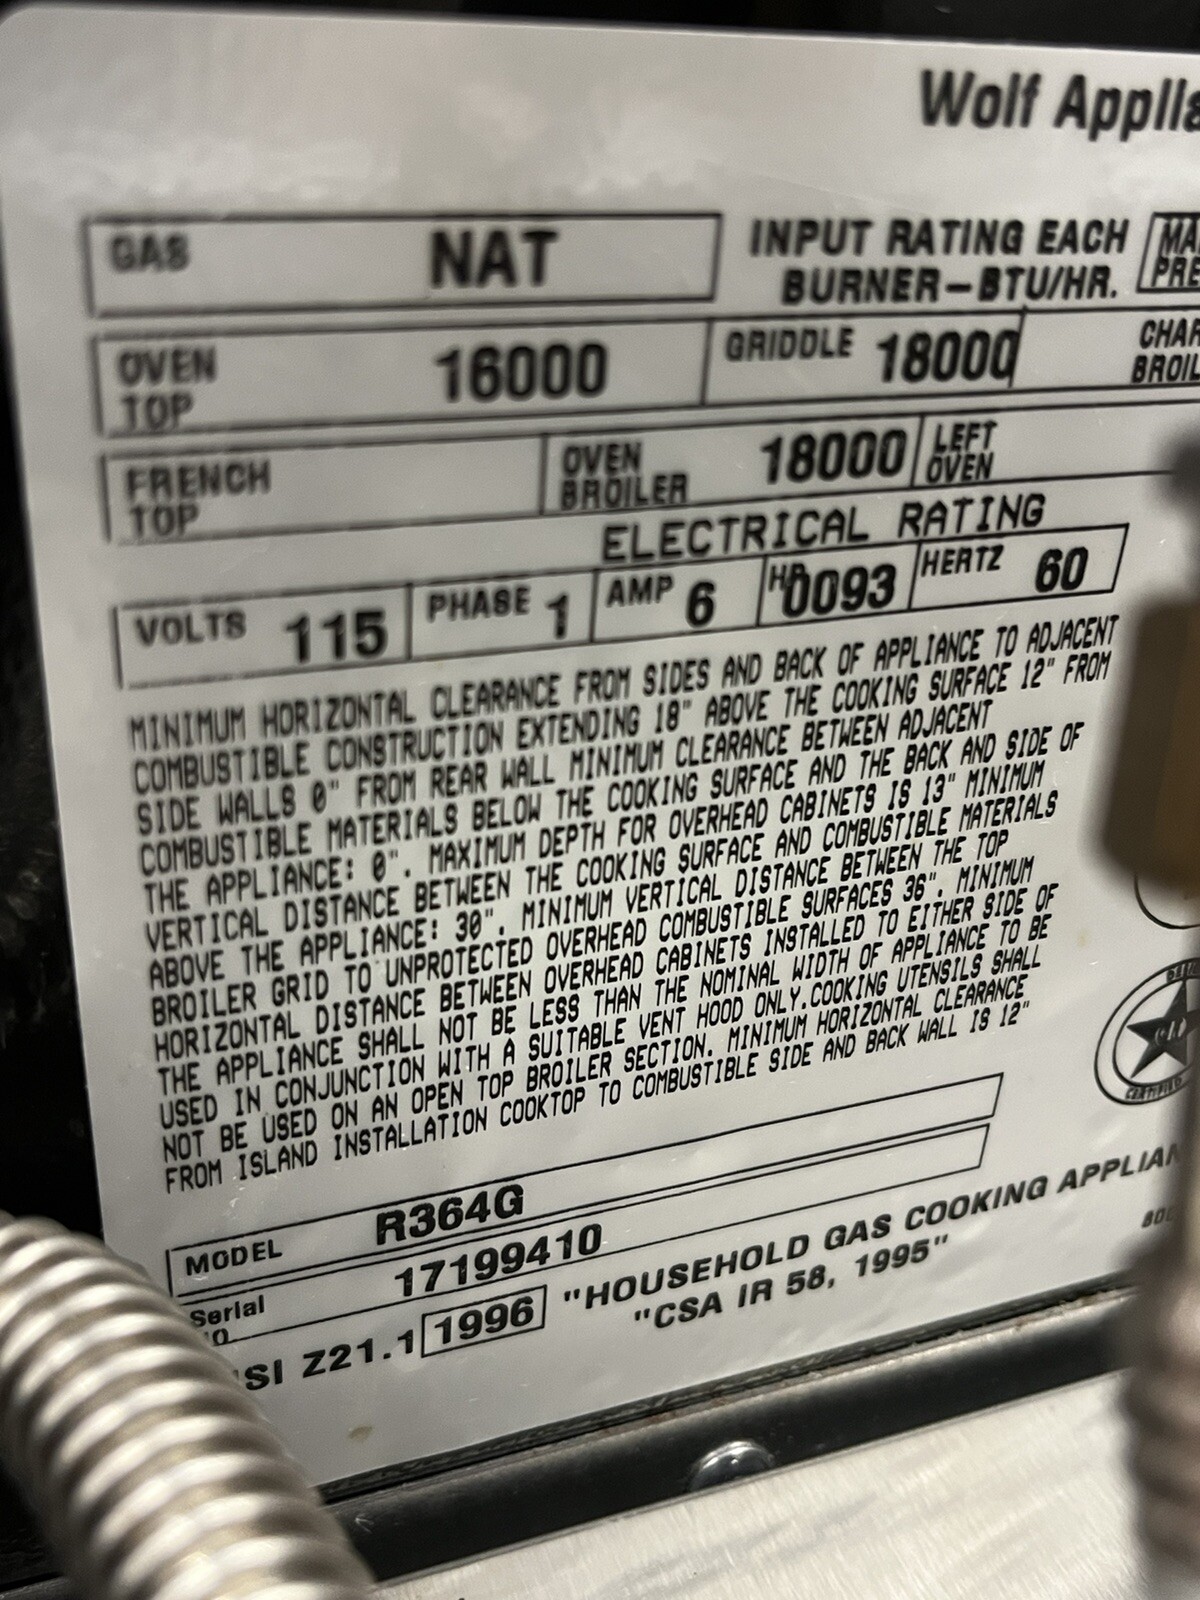 Wolf Applia
GAS NAT
INPUT RATING EACH
BURNER-BTU/HR.
MA
PRE
OVEN
TOP 16000
GRIDDLE 18000
CHAR
BROIL
FRENCH
TOP
OVEN
BROILER 18000
LEFT
OVEN
ELECTRICAL RATING
VOLTS 115 PHASE 1 AMP 6 HP 0093 HERTZ 60
MINIMUM HORIZONTAL CLEARANCE FROM SIDES AND BACK OF APPLIANCE TO ADJACENT
COMBUSTIBLE CONSTRUCTION EXTENDING 18" ABOVE THE COOKING SURFACE 12" FROM
SIDE WALLS 0" FROM REAR WALL MINIMUM CLEARANCE BETWEEN ADJACENT
COMBUSTIBLE MATERIALS BELOW THE COOKING SURFACE AND THE BACK AND SIDE OF
THE APPLIANCE: 0". MAXIMUM DEPTH FOR OVERHEAD CABINETS IS 13" MINIMUM
VERTICAL DISTANCE BETWEEN THE COOKING SURFACE AND COMBUSTIBLE MATERIALS
ABOVE THE APPLIANCE: 30". MINIMUM VERTICAL DISTANCE BETWEEN THE TOP
BROILER GRID TO UNPROTECTED OVERHEAD COMBUSTIBLE SURFACES 36". MINIMUM
HORIZONTAL DISTANCE BETWEEN OVERHEAD CABINETS INSTALLED TO EITHER SIDE OF
THE APPLIANCE SHALL NOT BE LESS THAN THE NOMINAL WIDTH OF APPLIANCE TO BE
USED IN CONJUNCTION WITH A SUITABLE VENT HOOD ONLY.COOKING UTENSILS SHALL
NOT BE USED ON AN OPEN TOP BROILER SECTION. MINIMUM HORIZONTAL CLEARANCE
FROM ISLAND INSTALLATION COOKTOP TO COMBUSTIBLE SIDE AND BACK WALL IS 12"
MODEL R364G
Serial 17199410
SI Z21.1 1996 "HOUSEHOLD GAS COOKING APPLIAN
"CSA IR 58, 1995"
CERTIFIED